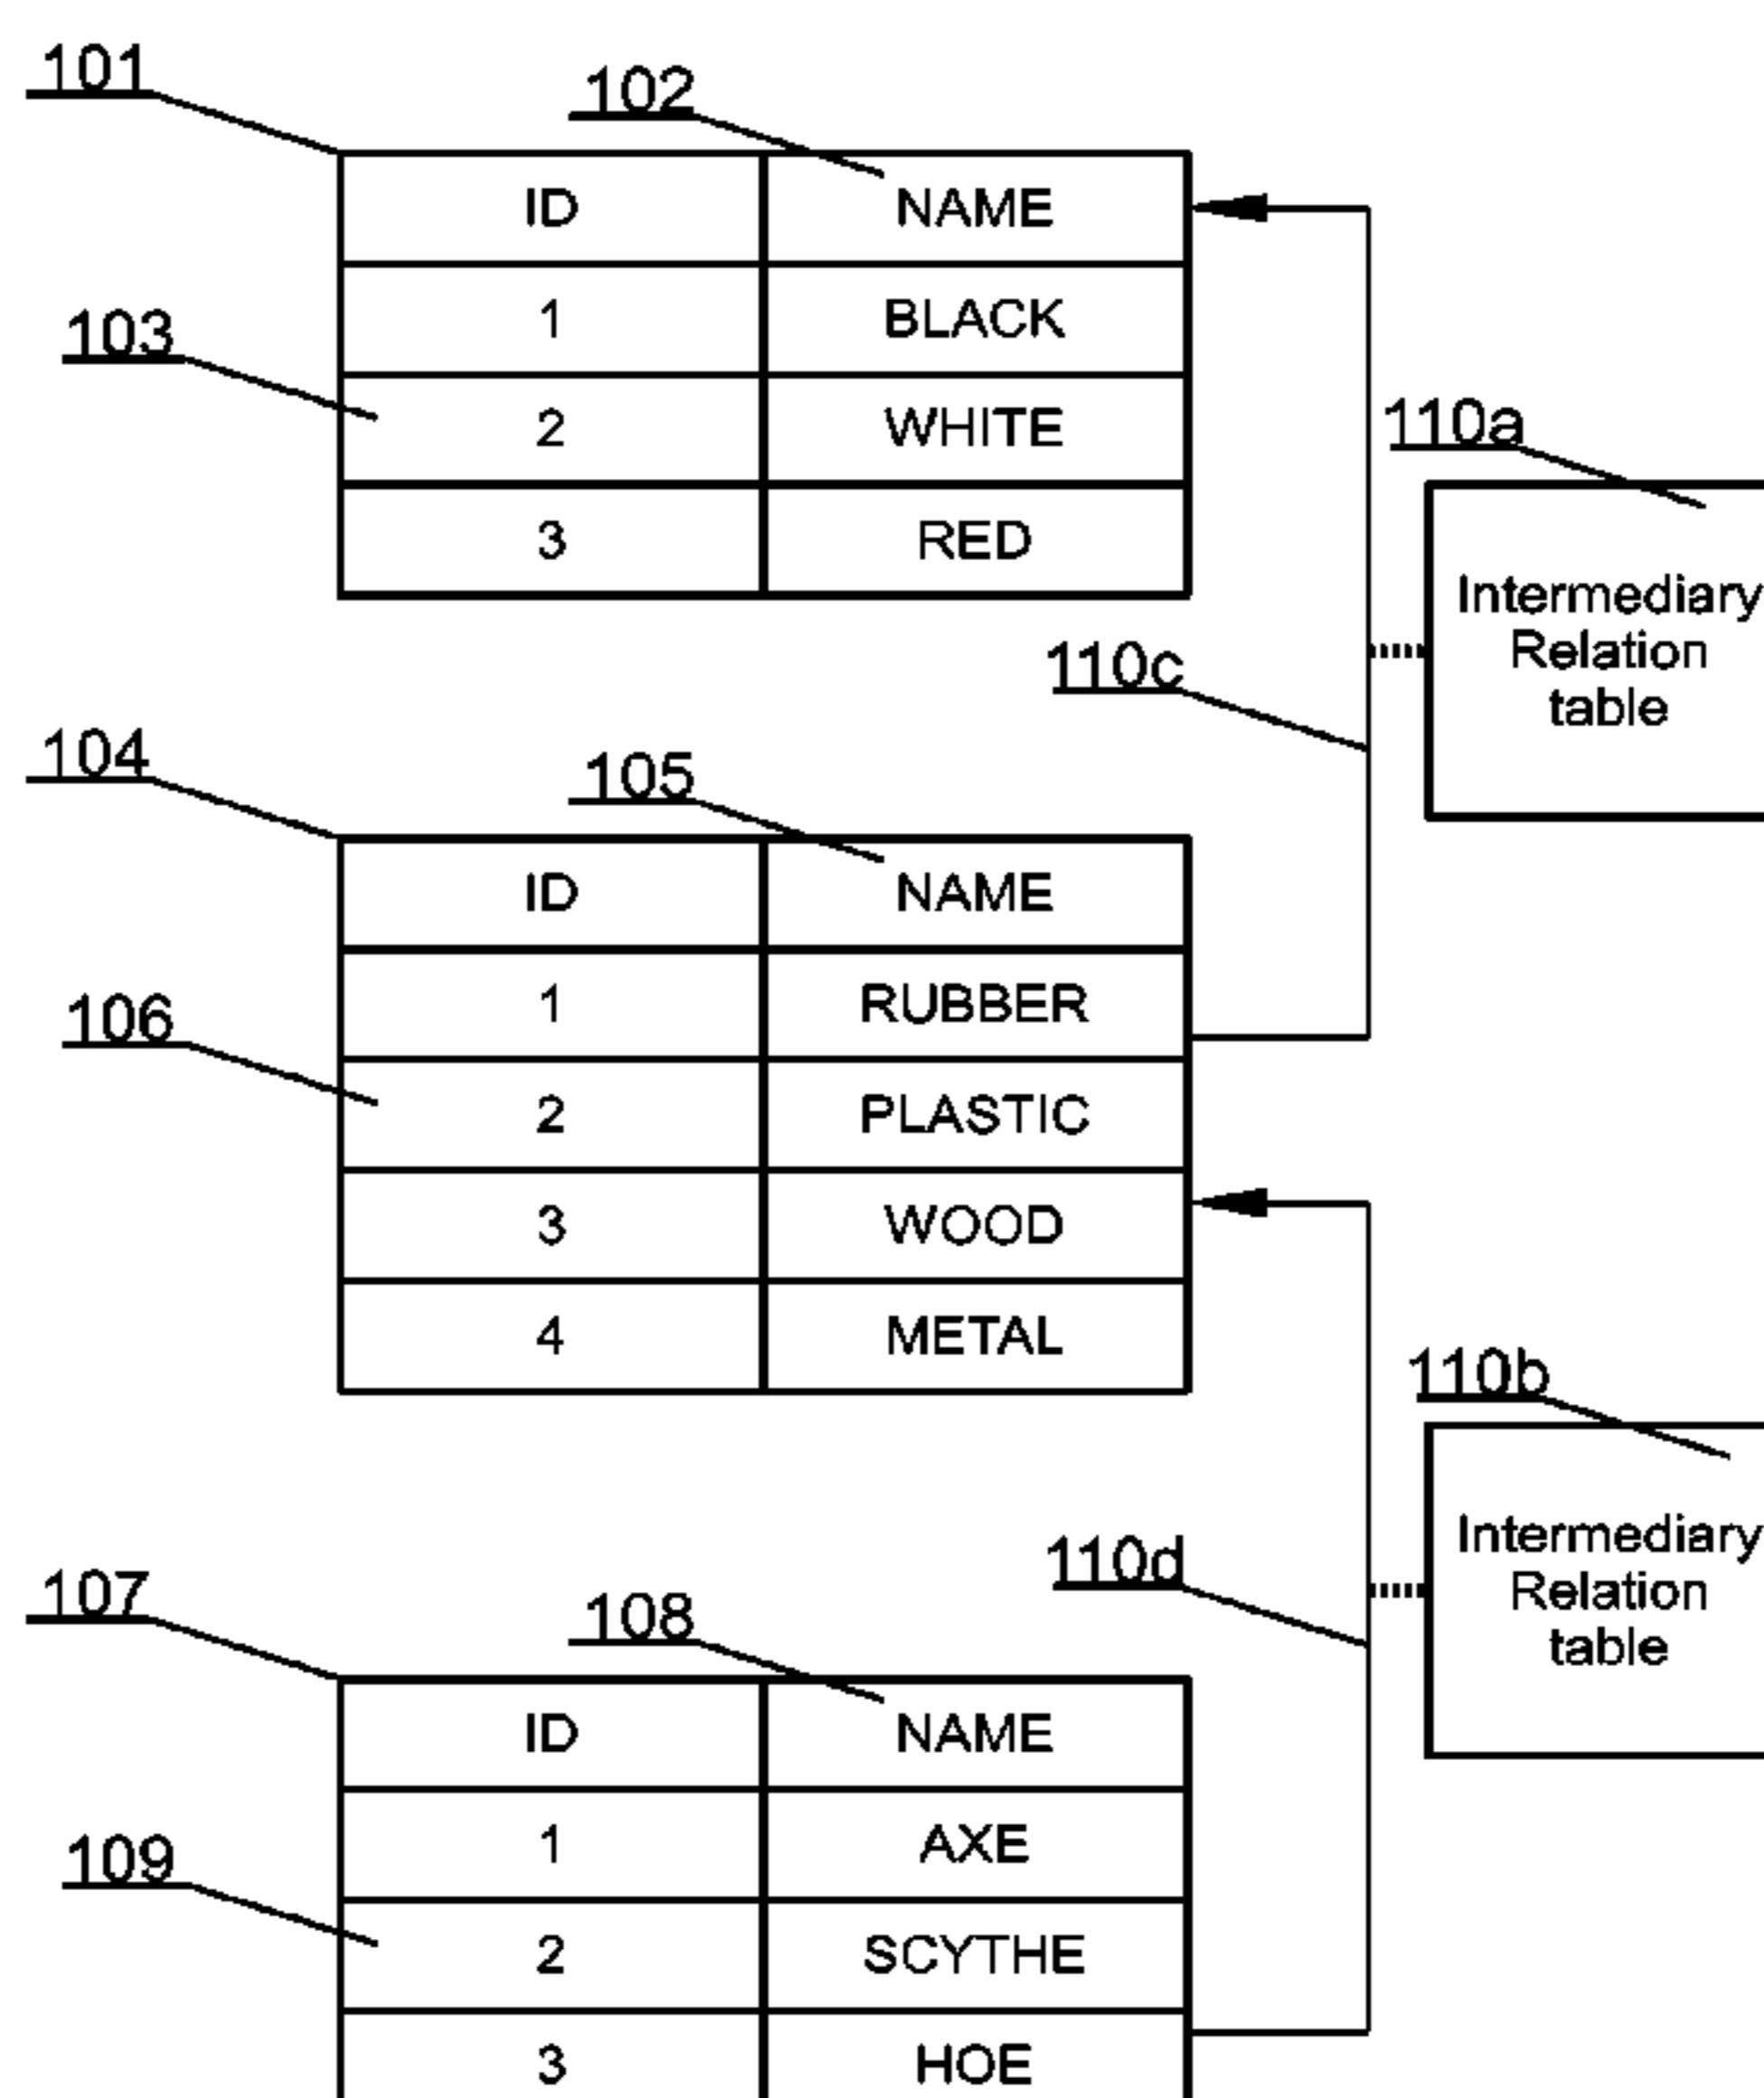 101
102
ID NAME
1 BLACK
103
2 WHITE
110a
3 RED
Intermediary
Relation
table
110c
104
105
ID NAME
1 RUBBER
106
2 PLASTIC
3 WOOD
4 METAL
110b
Intermediary
Relation
table
110d
107
108
ID NAME
1 AXE
109
2 SCYTHE
3 HOE